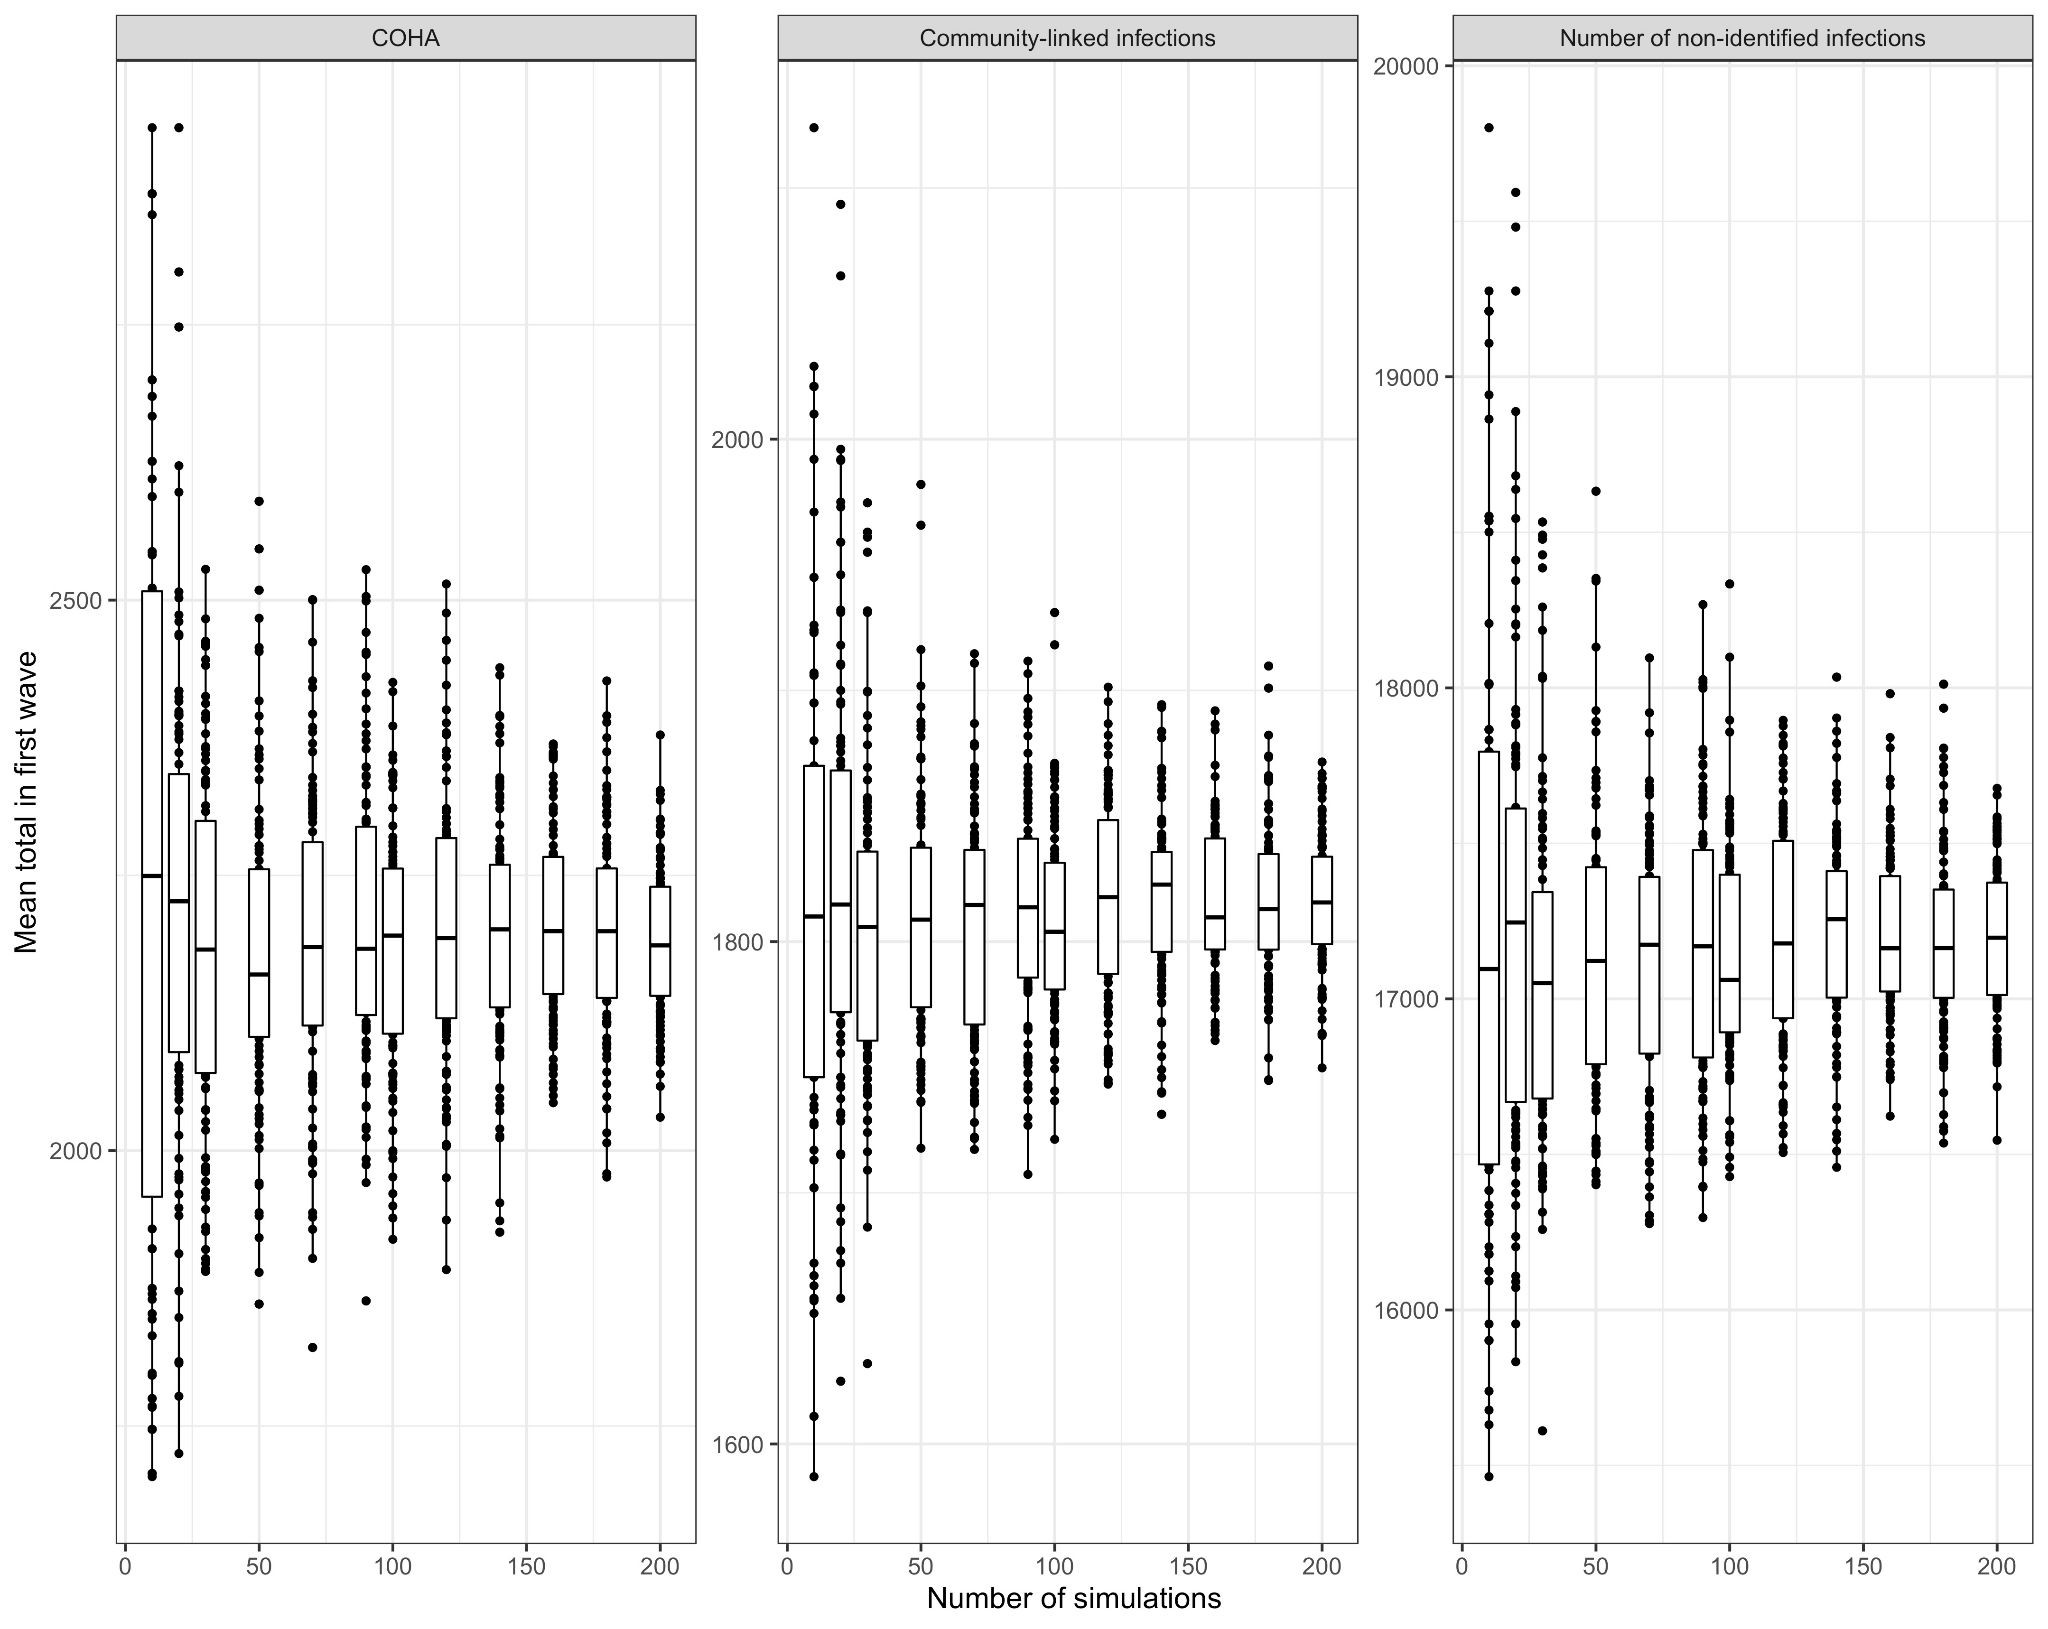 COHA
Community-linked infections
Number of non-identified infections
Mean total in first wave
2500
2000
2000
1800
1600
20000
19000
18000
17000
16000
0 50 100 150 200
0 50 100 150 200
0 50 100 150 200
Number of simulations